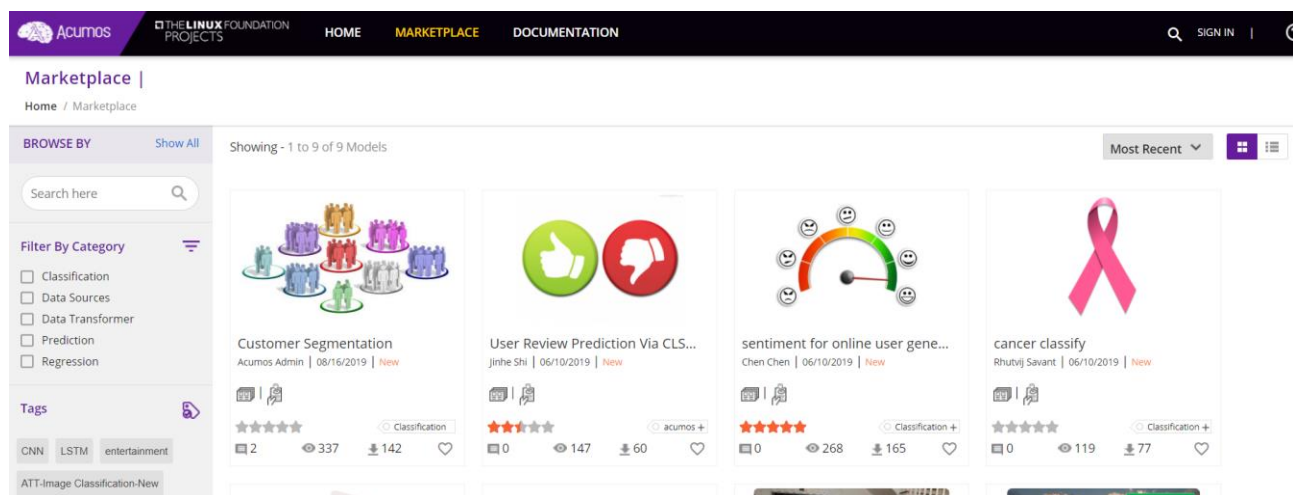 Acumos
THE LINUX FOUNDATION
PROJECTS
HOME
MARKETPLACE
DOCUMENTATION
SIGN IN |
Marketplace |
Home / Marketplace
BROWSE BY
Show All
Search here
Filter By Category
Classification
Data Sources
Data Transformer
Prediction
Regression
Tags
CNN
LSTM
entertainment
ATT-Image Classification-New
Showing - 1 to 9 of 9 Models
Most Recent
Customer Segmentation
Acumos Admin | 08/16/2019 | New
Classification
2 337 142
User Review Prediction Via CLS...
Jinhe Shi | 06/10/2019 | New
acumos +
0 147 60
sentiment for online user gene...
Chen Chen | 06/10/2019 | New
Classification +
0 268 165
cancer classify
Rhutvij Savant | 06/10/2019 | New
Classification +
0 119 77